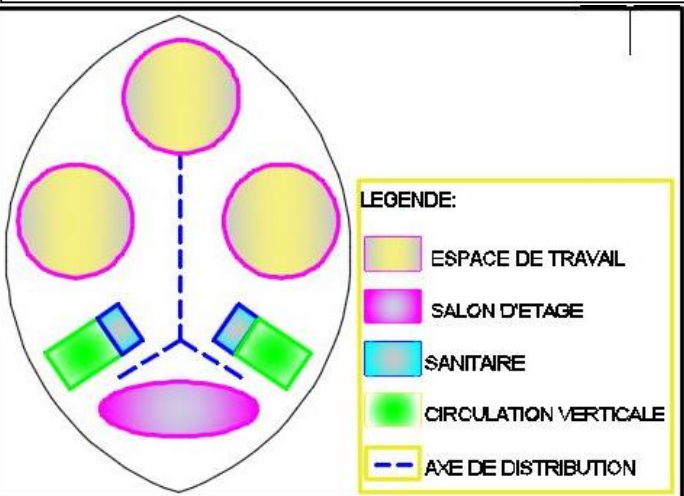 LEGENDE:
ESPACE DE TRAVAIL
SALON D'ETAGE
SANITAIRE
CIRCULATION VERTICALE
AXE DE DISTRIBUTION